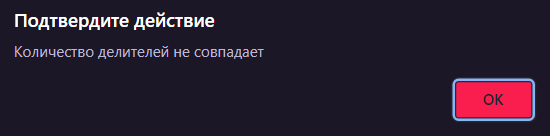 Подтвердите действие
Количество делителей не совпадает
OK